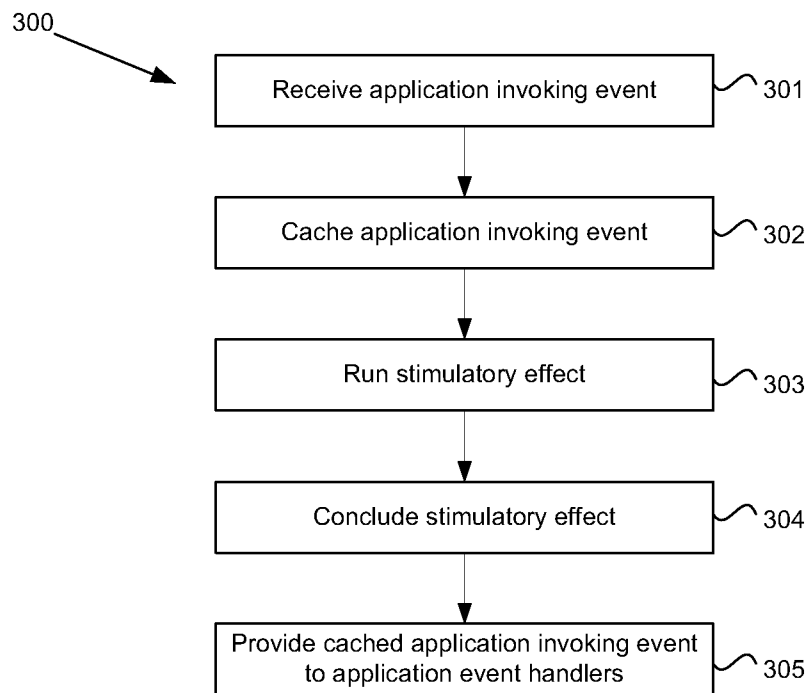 300
Receive application invoking event
301
Cache application invoking event
302
Run stimulatory effect
303
Conclude stimulatory effect
304
Provide cached application invoking event
to application event handlers
305